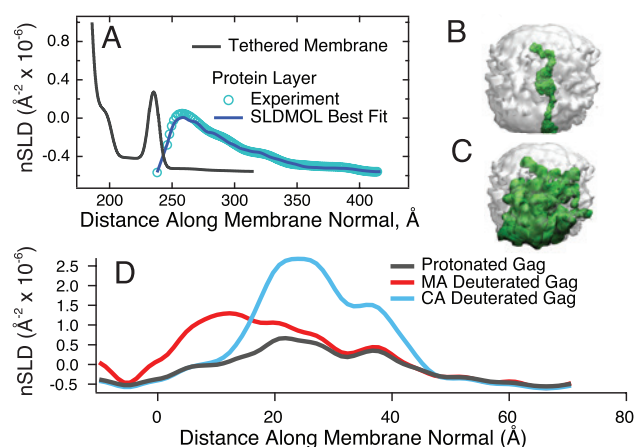 A
Tethered Membrane
Protein Layer
Experiment
SLDMOL Best Fit
nSLD (Å-2 x 10-6)
0.8
0.4
0.0
-0.4
200 250 300 350 400
Distance Along Membrane Normal, Å
B
C
D
Protonated Gag
MA Deuterated Gag
CA Deuterated Gag
nSLD (Å-2 x 10-6)
2.5
2.0
1.5
1.0
0.5
0.0
-0.5
0 20 40 60 80
Distance Along Membrane Normal (Å)